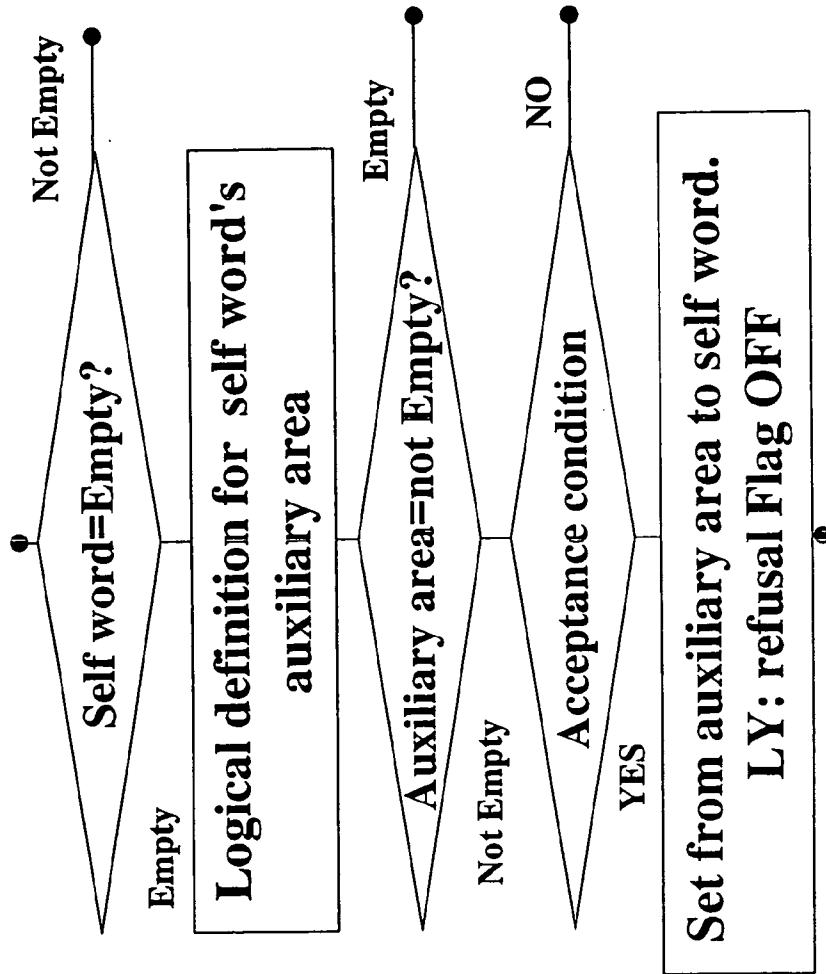 Self word=Empty?
Not Empty
Empty
Logical definition for self word's
auxiliary area
Auxiliary area=not Empty?
Empty
Not Empty
Acceptance condition
NO
YES
Set from auxiliary area to self word.
LY: refusal Flag OFF